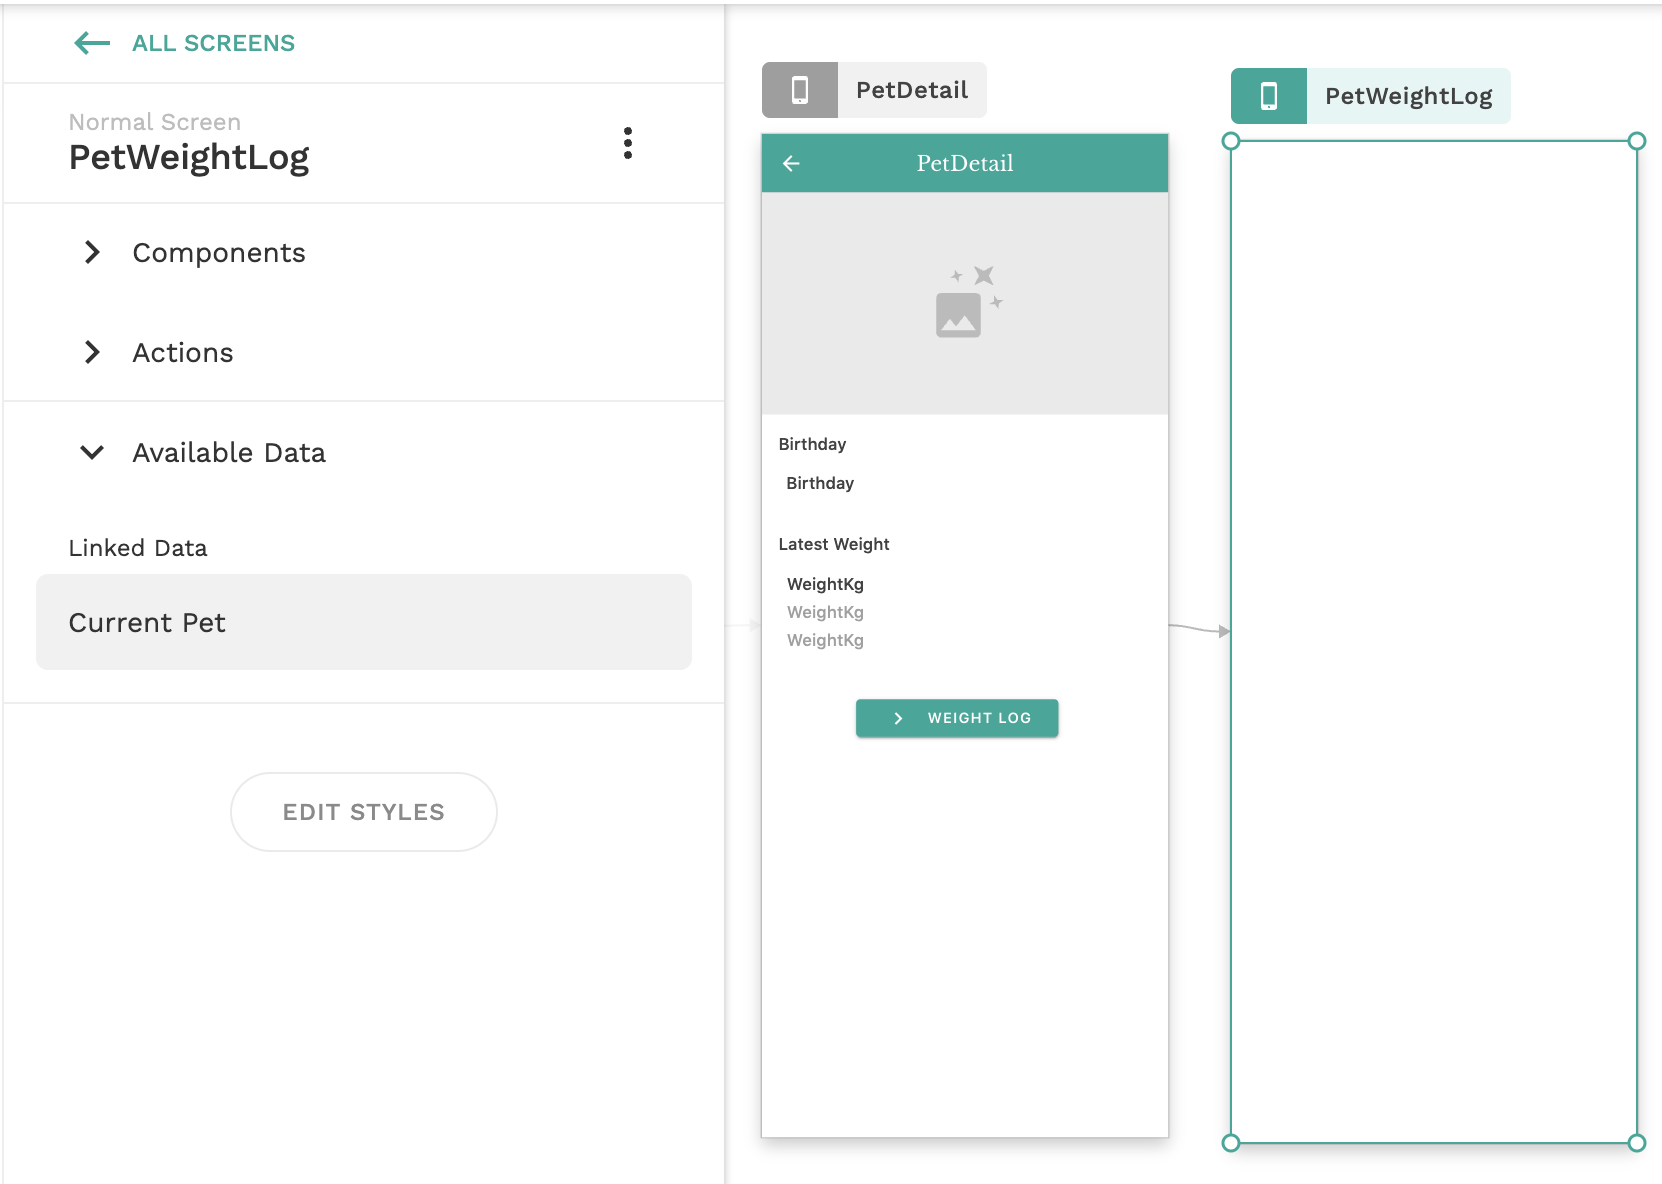 ALL SCREENS
Normal Screen
PetWeightLog
Components
Actions
Available Data
Linked Data
Current Pet
EDIT STYLES
PetDetail
PetDetail
Birthday
Birthday
Latest Weight
WeightKg
WeightKg
WeightKg
WEIGHT LOG
PetWeightLog